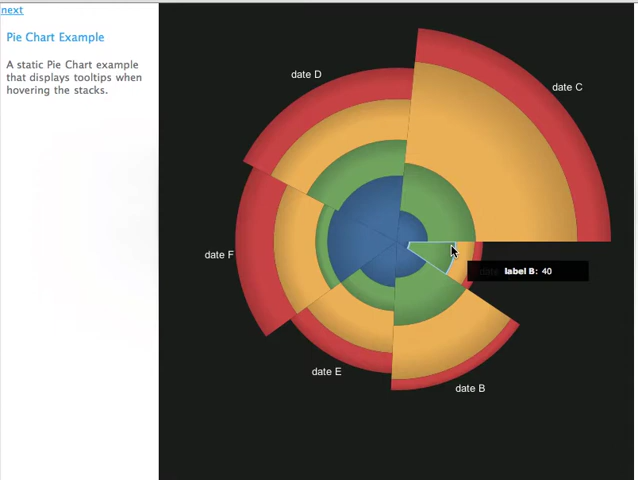 next
Pie Chart Example
A static Pie Chart example
that displays tooltips when
hovering the stacks.
date D
date C
date F
label B: 40
date E
date B